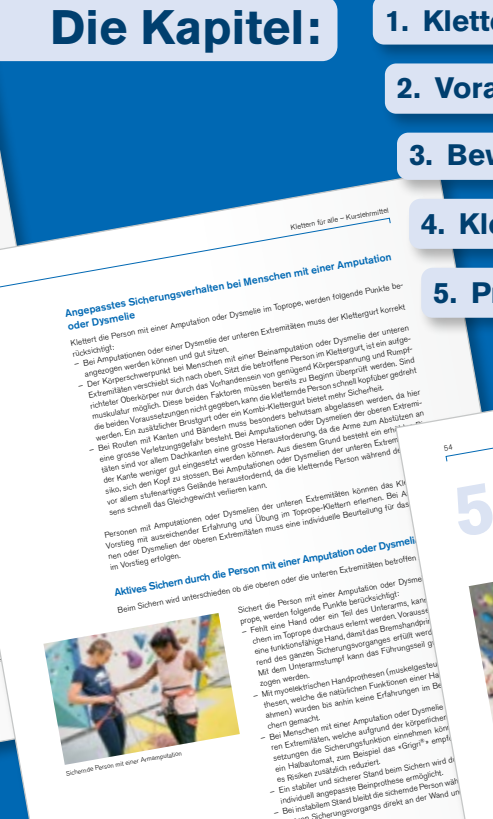 Die Kapitel:
1. Klette
2. Vora
3. Bew
4. Kle
5. Pr
Klettern für alle – Kurslehrmittel
Angepasstes Sicherungsverhalten bei Menschen mit einer Amputation
oder Dysmelie
Klettert die Person mit einer Amputation oder Dysmelie im Toprope, werden folgende Punkte be-
rücksichtigt:
– Bei Amputationen oder einer Dysmelie der unteren Extremitäten muss der Klettergurt korrekt
angezogen werden können und gut sitzen.
– Der Körperschwerpunkt bei Menschen mit einer Beinamputation oder Dysmelie der unteren
Extremitäten verschiebt sich nach oben. Sitzt die betroffene Person im Klettergurt, ist ein aufge-
richteter Oberkörper nur durch das Vorhandensein von genügend Körperspannung und Rumpf-
muskulatur möglich. Diese beiden Faktoren müssen bereits zu Beginn überprüft werden. Sind
die beiden Voraussetzungen nicht gegeben, kann die kletternde Person schnell kopfüber gedreht
werden. Ein zusätzlicher Brustgurt oder ein Kombi-Klettergurt bietet mehr Sicherheit.
– Bei Routen mit Kanten und Bändern muss besonders behutsam abgelassen werden, da hier
eine grosse Verletzungsgefahr besteht. Bei Amputationen oder Dysmelien der oberen Extremi-
täten sind vor allem Dachkanten eine grosse Herausforderung, da die Arme zum Abstützen an
der Kante weniger gut eingesetzt werden können. Aus diesem Grund besteht ein erhöhtes Ri-
siko, sich den Kopf zu stossen. Bei Amputationen oder Dysmelien der unteren Extrem
vor allem stufenartiges Gelände herausfordernd, da die kletternde Person während de
sens schnell das Gleichgewicht verlieren kann.
Personen mit Amputationen oder Dysmelien der unteren Extremitäten können das Kl
Vorstieg mit ausreichender Erfahrung und Übung im Toprope-Klettern erlernen. Bei A
nen oder Dysmelien der oberen Extremitäten muss eine individuelle Beurteilung für das
im Vorstieg erfolgen.
Aktives Sichern durch die Person mit einer Amputation oder Dysmeli
Beim Sichern wird unterschieden ob die oberen oder die unteren Extremitäten betroffen
Sichert die Person mit einer Amputation oder Dysme
prope, werden folgende Punkte berücksichtigt:
– Fehlt eine Hand oder ein Teil des Unterarms, kann
chern im Toprope durchaus erlernt werden. Vorausse
eine funktionsfähige Hand, damit das Bremshandpri
rend des ganzen Sicherungsvorganges erfüllt werd
Mit dem Unterarmstumpf kann das Führungsseil g
zogen werden.
– Mit myoelektrischen Handprothesen (muskelgesteu
thesen, welche die natürlichen Funktionen einer Ha
ahmen) wurden bis anhin keine Erfahrungen im Be
chern gemacht.
– Bei Menschen mit einer Amputation oder Dysmelie
ren Extremitäten, welche aufgrund der körperlichen
setzungen die Sicherungsfunktion einnehmen könn
ein Halbautomat, zum Beispiel das «Grigri®» empf
es Risiken zusätzlich reduziert.
– Ein stabiler und sicherer Stand beim Sichern wird d
individuell angepasste Beinprothese ermöglicht.
– Bei instabilem Stand bleibt die sichernde Person wäh
Sicherungsvorgangs direkt an der Wand un
Sichernde Person mit einer Armamputation
54
5